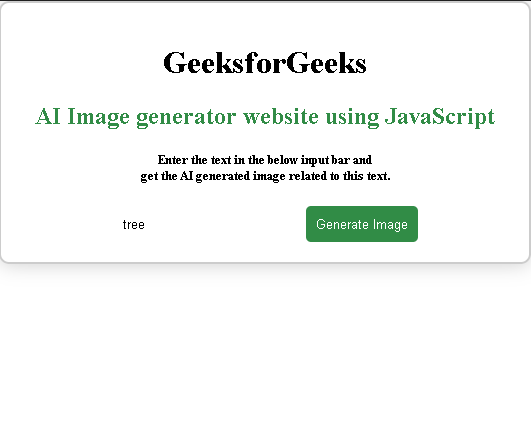 GeeksforGeeks
AI Image generator website using JavaScript
Enter the text in the below input bar and
get the AI generated image related to this text.
tree
Generate Image